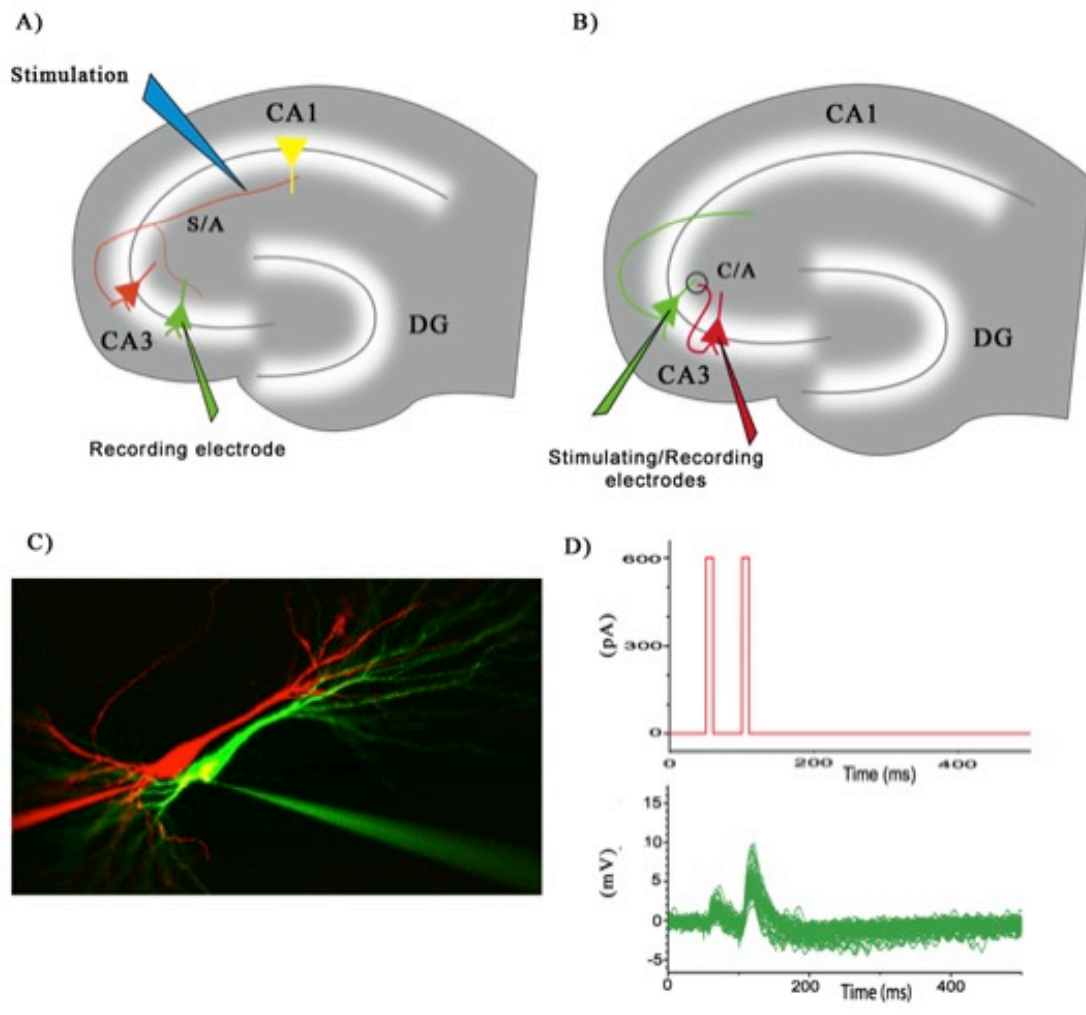 A)
Stimulation
CA1
S/A
CA3
DG
Recording electrode
B)
CA1
C/A
CA3
DG
Stimulating/Recording
electrodes
C)
D)
600
300
0
(pA)
0
200
400
Time (ms)
15
10
5
0
-5
(mV)
0
200
400
Time (ms)